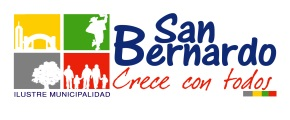 San
Bernardo
Crece con todos
ILUSTRE MUNICIPALIDAD